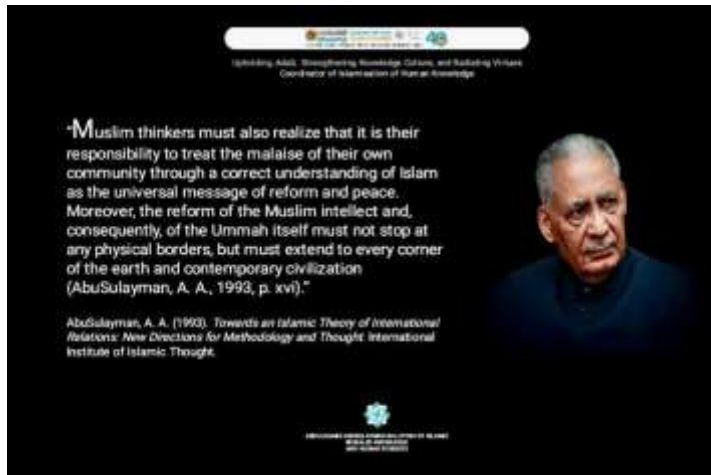 Upholding Adab, Strengthening Knowledge Culture, and Radiating Virtues
Coordinator of Islamisation of Human Knowledge
"Muslim thinkers must also realize that it is their
responsibility to treat the malaise of their own
community through a correct understanding of Islam
as the universal message of reform and peace.
Moreover, the reform of the Muslim intellect and,
consequently, of the Ummah itself must not stop at
any physical borders, but must extend to every corner
of the earth and contemporary civilization
(AbuSulayman, A. A., 1993, p. xvi)."
AbuSulayman, A. A. (1993). Towards an Islamic Theory of International
Relations: New Directions for Methodology and Thought. International
Institute of Islamic Thought.